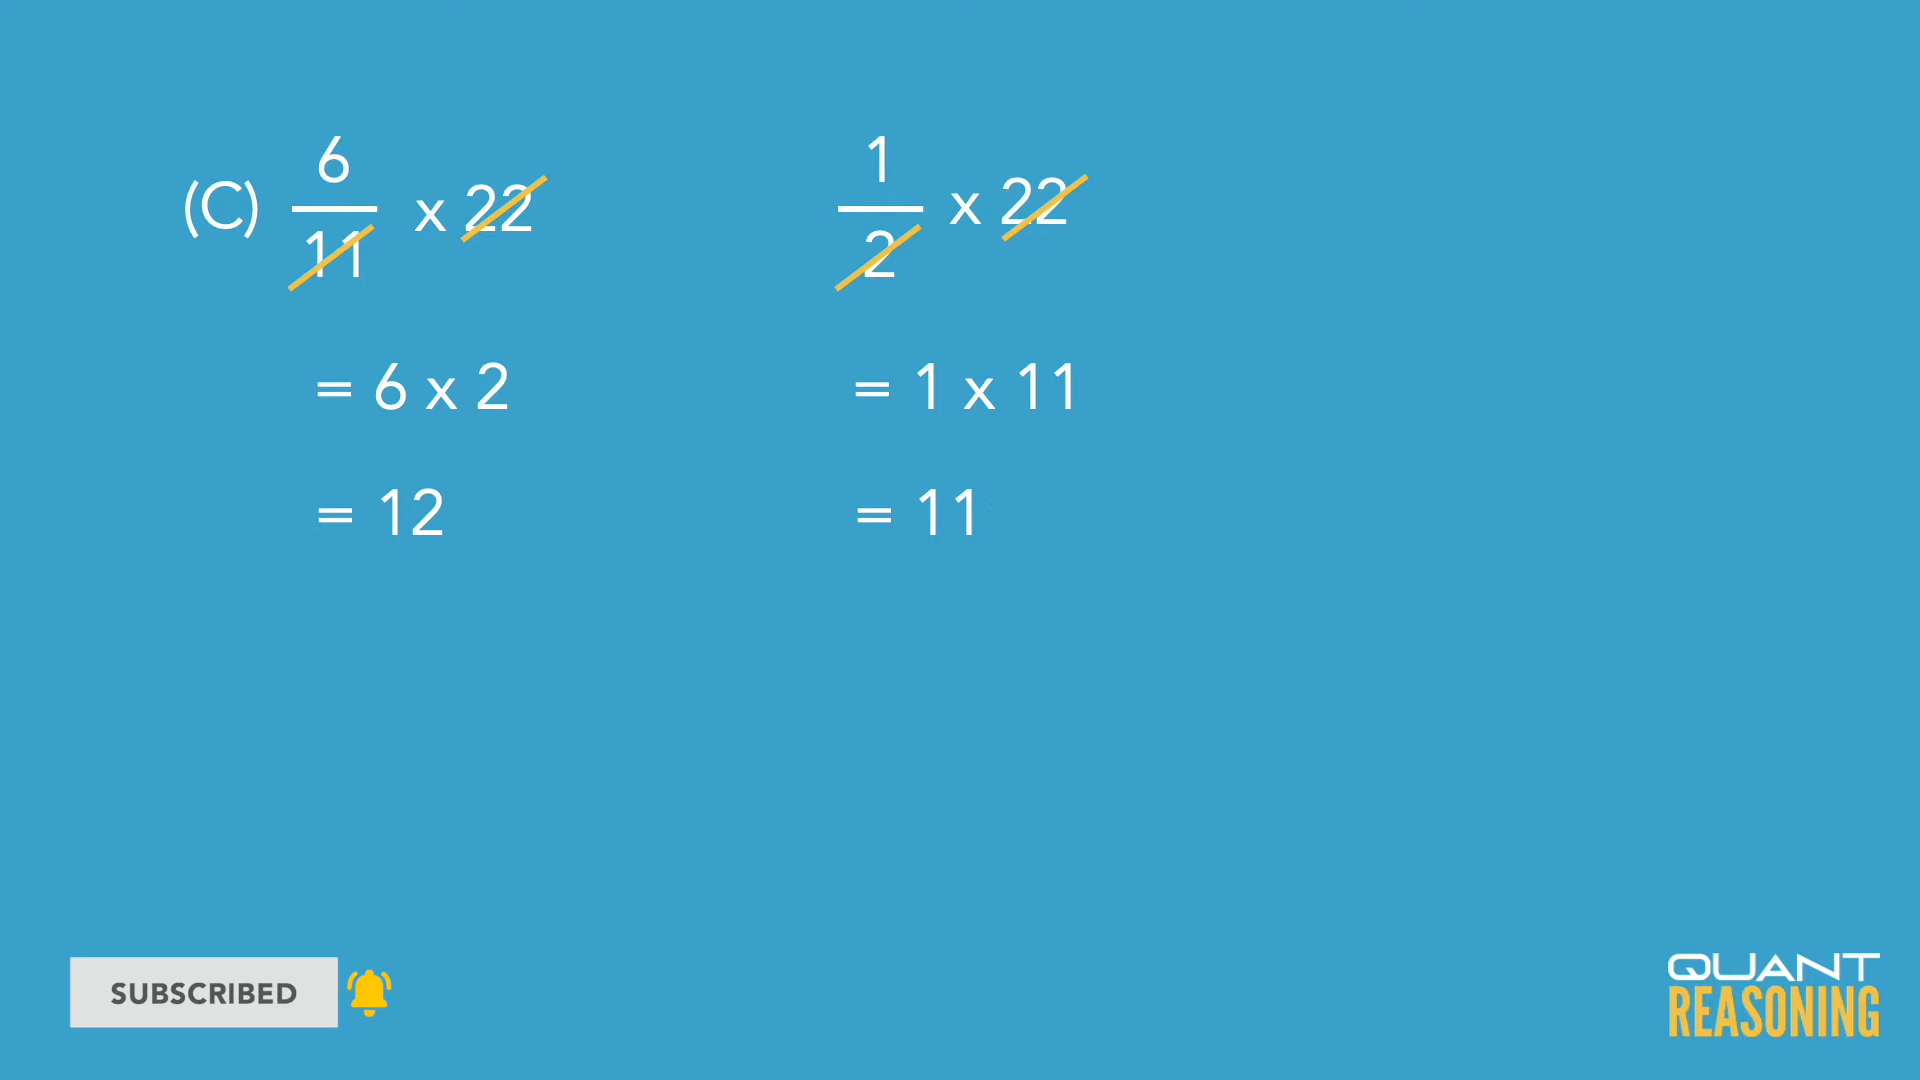 (C) 6/11 x 22
= 6 x 2
= 12
1/2 x 22
= 1 x 11
= 11
SUBSCRIBED
QUANT
REASONING